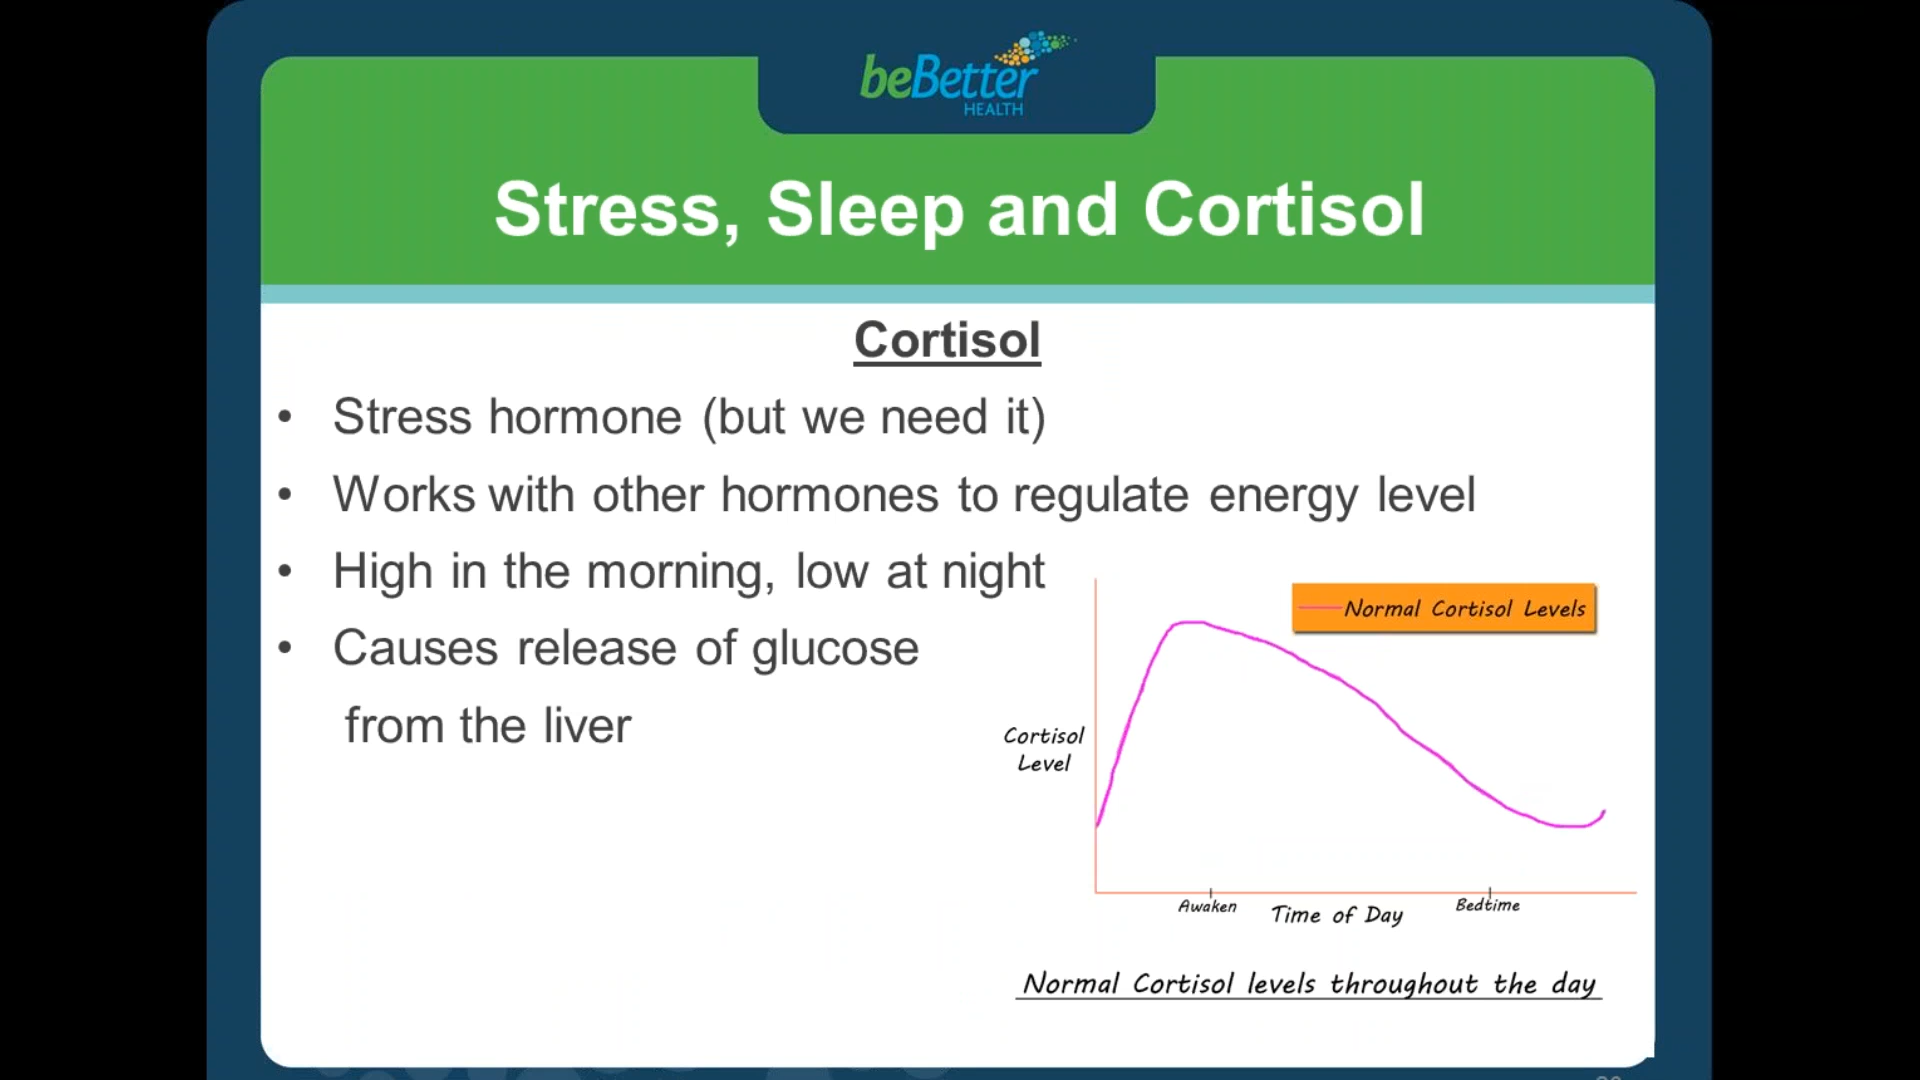 beBetter
HEALTH
Stress, Sleep and Cortisol
Cortisol
• Stress hormone (but we need it)
• Works with other hormones to regulate energy level
• High in the morning, low at night
• Causes release of glucose
from the liver
Normal Cortisol Levels
Cortisol
Level
Awaken
Bedtime
Time of Day
Normal Cortisol levels throughout the day